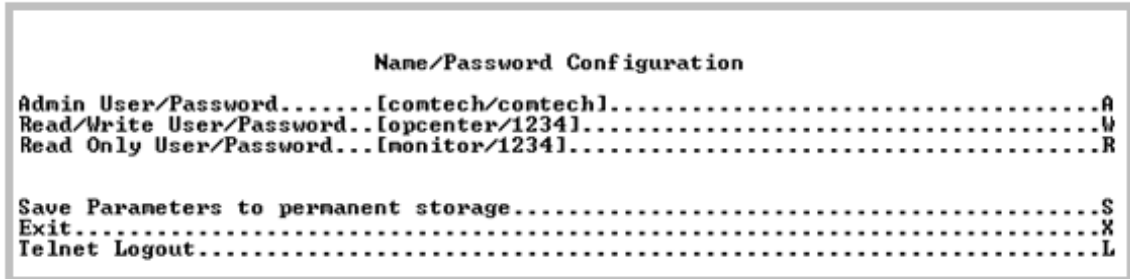 Name/Password Configuration
Admin User/Password.......[comtech/comtech].....................................................A
Read/Write User/Password..[opcenter/1234]........................................................W
Read Only User/Password...[monitor/1234].........................................................R
Save Parameters to permanent storage...............................................................S
Exit...............................................................................................X
Telnet Logout......................................................................................L